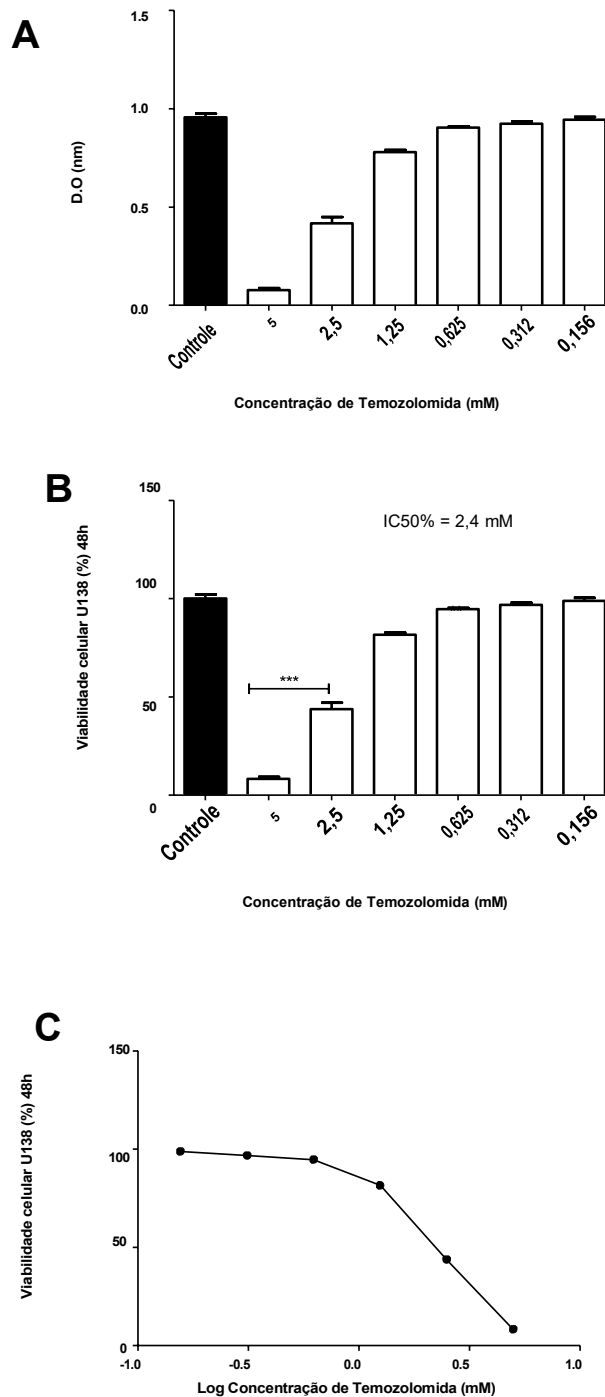 A
D.O (nm)
1.0
0.5
0.0
Controle
5
2,5
1,25
0,625
0,312
0,156
Concentração de Temozolomida (mM)
B
Viabilidade celular U138 (%) 48h
150
100
50
0
IC50% = 2,4 mM
***
Controle
5
2,5
1,25
0,625
0,312
0,156
Concentração de Temozolomida (mM)
C
Viabilidade celular U138 (%) 48h
150
100
50
0
-1.0
-0.5
0.0
0.5
1.0
Log Concentração de Temozolomida (mM)